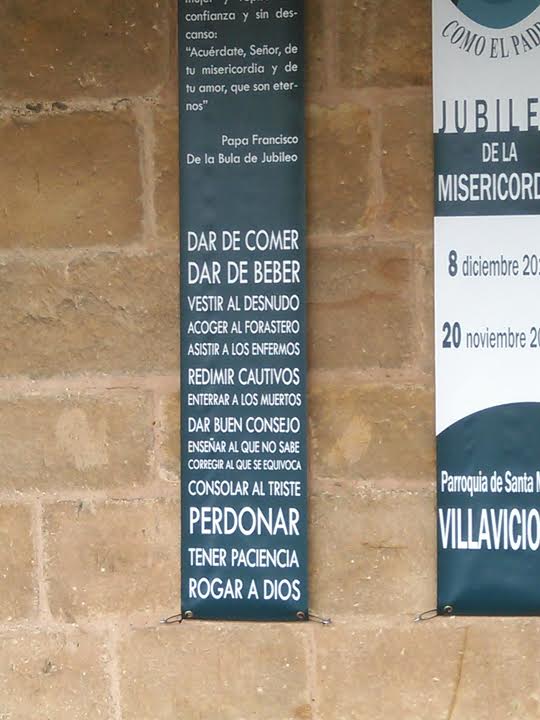 confianza y sin des-
canso:
"Acuérdate, Señor, de
tu misericordia y de
tu amor, que son eter-
nos"
Papa Francisco
De la Bula de Jubileo
DAR DE COMER
DAR DE BEBER
VESTIR AL DESNUDO
ACOGER AL FORASTERO
ASISTIR A LOS ENFERMOS
REDIMIR CAUTIVOS
ENTERRAR A LOS MUERTOS
DAR BUEN CONSEJO
ENSEÑAR AL QUE NO SABE
CORREGIR AL QUE SE EQUIVOCA
CONSOLAR AL TRISTE
PERDONAR
TENER PACIENCIA
ROGAR A DIOS
COMO EL PADR
JUBILE
DE LA
MISERICORD
8 diciembre 20
20 noviembre 20
Parroquia de Santa M
VILLAVICIO